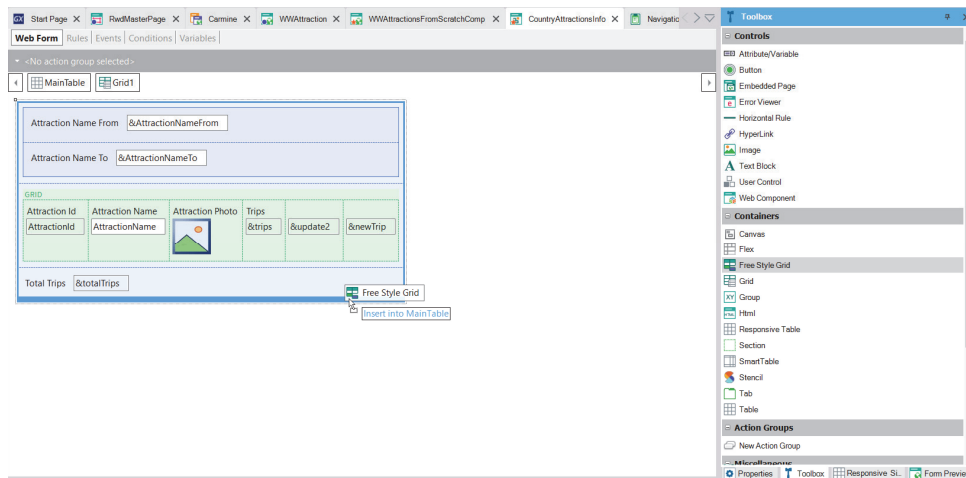 GX Start Page X RwdMasterPage X Carmine X WWAttraction X WWAttractionsFromScratchComp X CountryAttractionsInfo X Navigatio
Toolbox
Web Form Rules Events Conditions Variables
<No action group selected>
MainTable Grid1
Attraction Name From &AttractionNameFrom
Attraction Name To &AttractionNameTo
GRID
Attraction Id Attraction Name Attraction Photo Trips
AttractionId AttractionName &trips &update2 &newTrip
Total Trips &totalTrips
Free Style Grid
Insert into MainTable
Controls
Attribute/Variable
Button
Embedded Page
Error Viewer
Horizontal Rule
HyperLink
Image
A Text Block
User Control
Web Component
Containers
Canvas
Flex
Free Style Grid
Grid
XY Group
Html
Responsive Table
Section
SmartTable
Stencil
Tab
Table
Action Groups
New Action Group
Miscellaneous
Properties Toolbox Responsive Si.. Form Previe